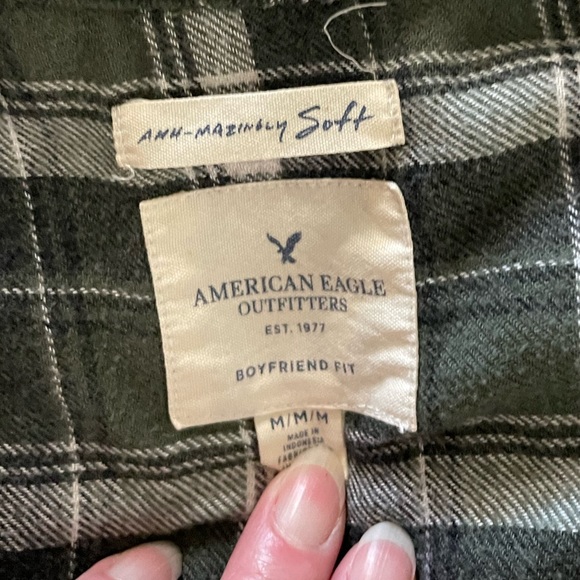 AHH-MAZINGLY Soft
AMERICAN EAGLE
OUTFITTERS
EST. 1977
BOYFRIEND FIT
M/M/M
MADE IN
INDONESIA